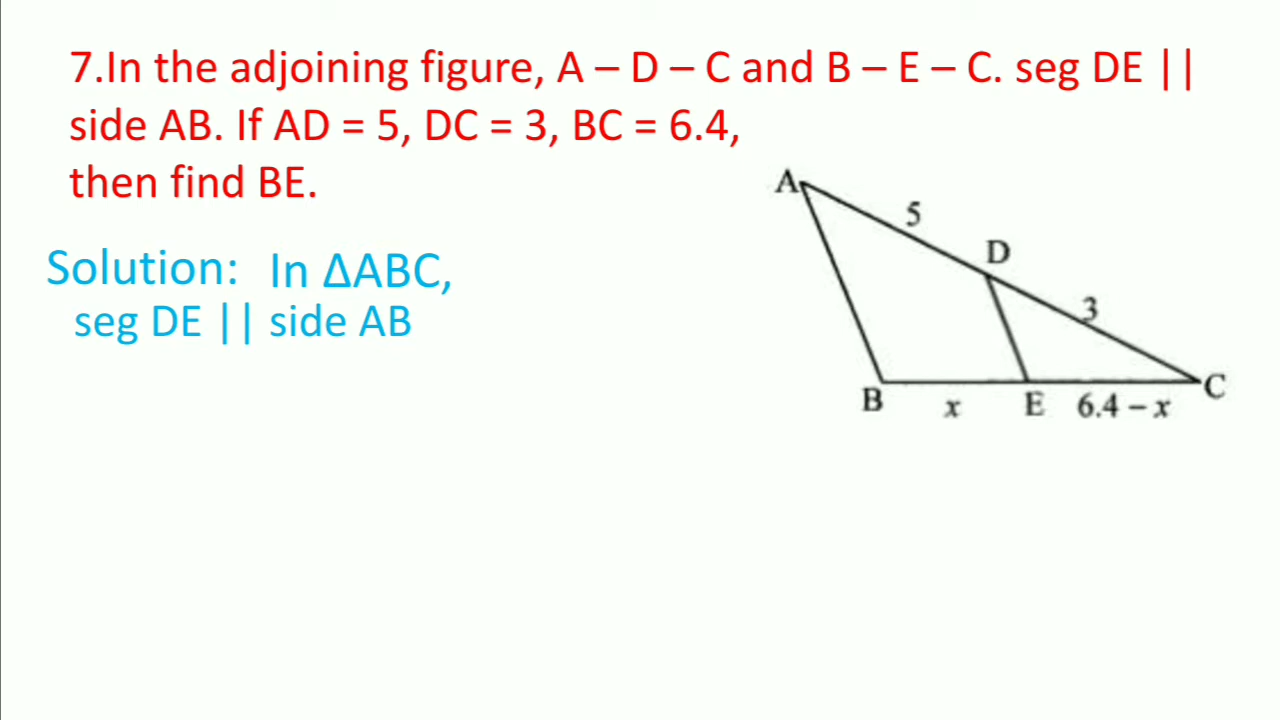 7.In the adjoining figure, A – D – C and B – E – C. seg DE ||
side AB. If AD = 5, DC = 3, BC = 6.4,
then find BE.
Solution: In ΔABC,
seg DE || side AB
A
5
D
3
B
x
E
6.4 – x
C